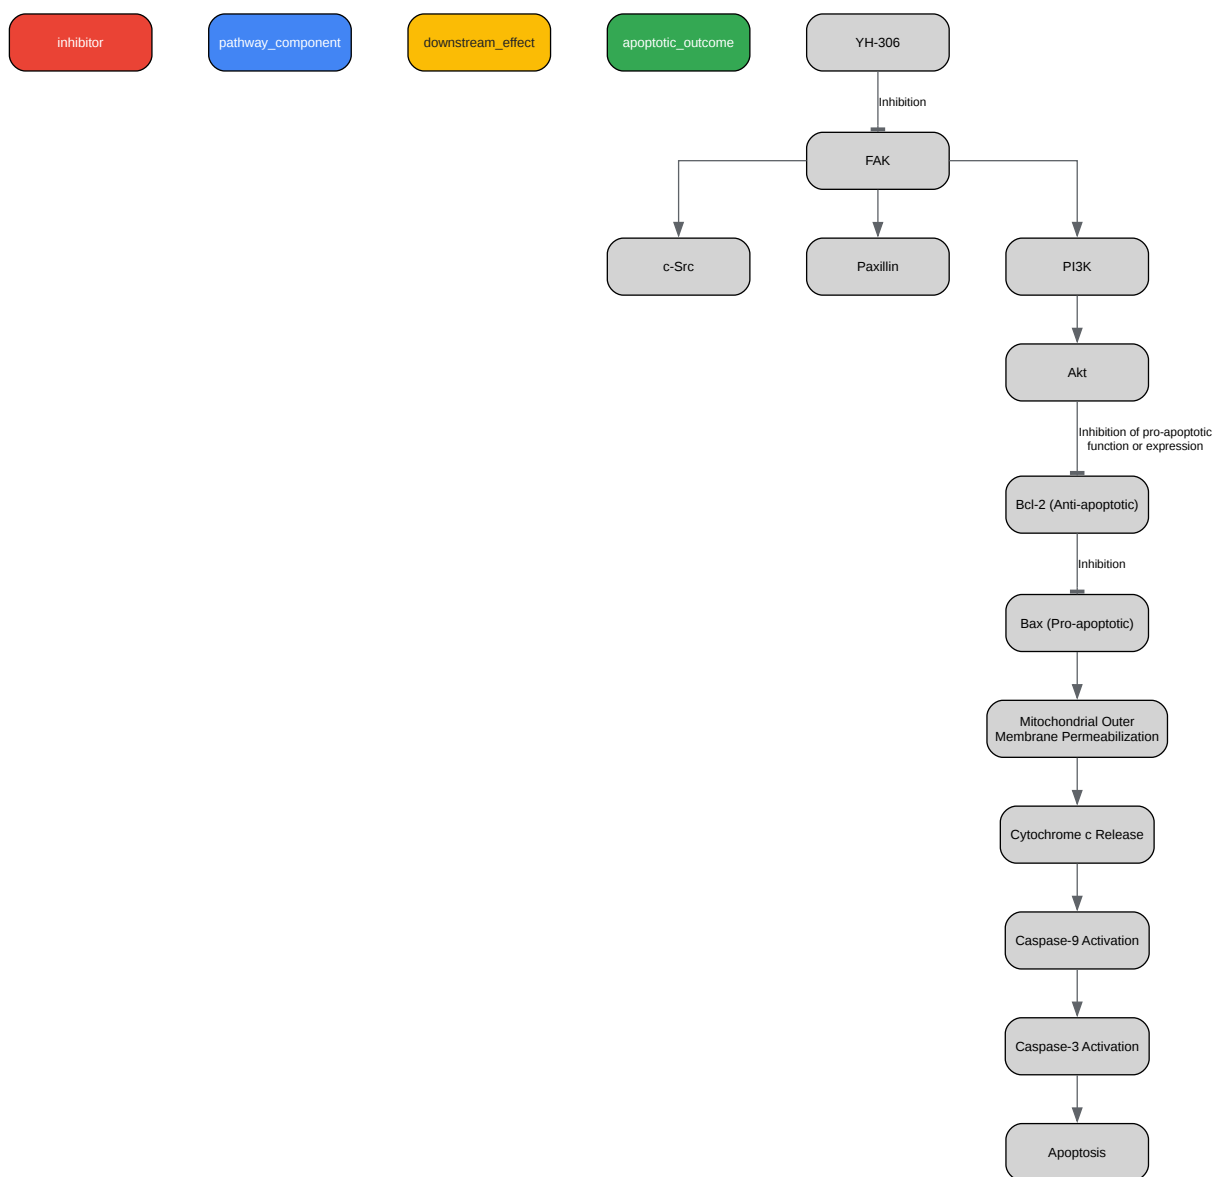 inhibitor
pathway_component
downstream_effect
apoptotic_outcome
YH-306
Inhibition
FAK
c-Src
Paxillin
PI3K
Akt
Inhibition of pro-apoptotic
function or expression
Bcl-2 (Anti-apoptotic)
Inhibition
Bax (Pro-apoptotic)
Mitochondrial Outer
Membrane Permeabilization
Cytochrome c Release
Caspase-9 Activation
Caspase-3 Activation
Apoptosis